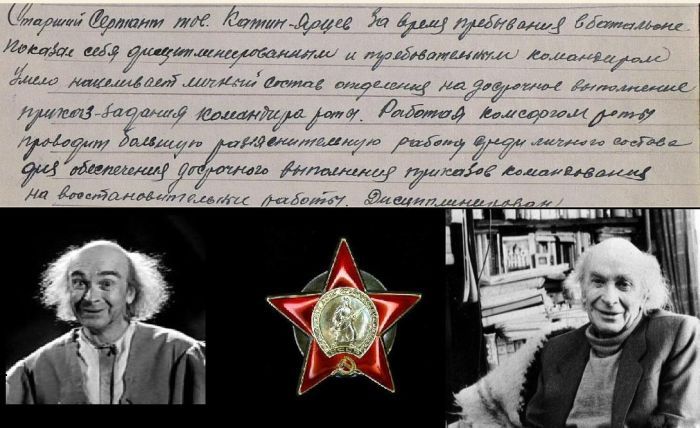 Старший Сержант тов. Катин-Ярцев за время пребывания в батальоне
Показал себя дисциплинированным и требовательным командиром
Умело нацеливает личный состав отделения на досрочное выполнение
приказ-задания командира роты. Работая комсоргом роты
проводит большую разъяснительную работу среди личного состава
для обеспечения досрочного выполнения приказов командования
на восстановительные работы. Дисциплинирован,